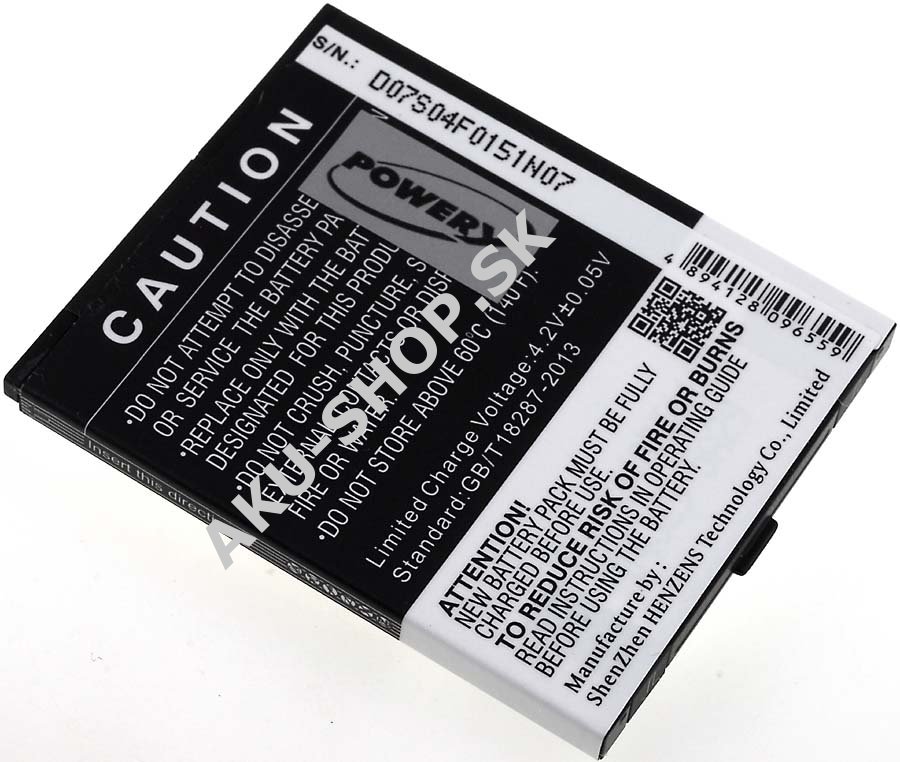 S/N.:
D07S04F0151N07
POWERY
CAUTION
•DO NOT ATTEMPT TO DISASSE
OR SERVICE THE BATTERY PA
•REPLACE ONLY WITH THE BATT
DESIGNATED FOR THIS PRODU
•DO NOT CRUSH, PUNCTURE, S
EXTERNAL
FIRE OR WATER.
•DO NOT STORE ABOVE 60°C (140°F).
Limited Charge Voltage:4.2V±0.05V
Standard:GB/T18287-2013
4 894128 096559
ATTENTION!
NEW BATTERY PACK MUST BE FULLY
CHARGED BEFORE USE.
TO REDUCE RISK OF FIRE OR BURNS
READ INSTRUCTIONS IN OPERATING GUIDE
BEFORE USING THE BATTERY.
Manufacture by:
ShenZhen HENZENS Technology Co., Limited
Insert this direct
AKU-SHOP.SK